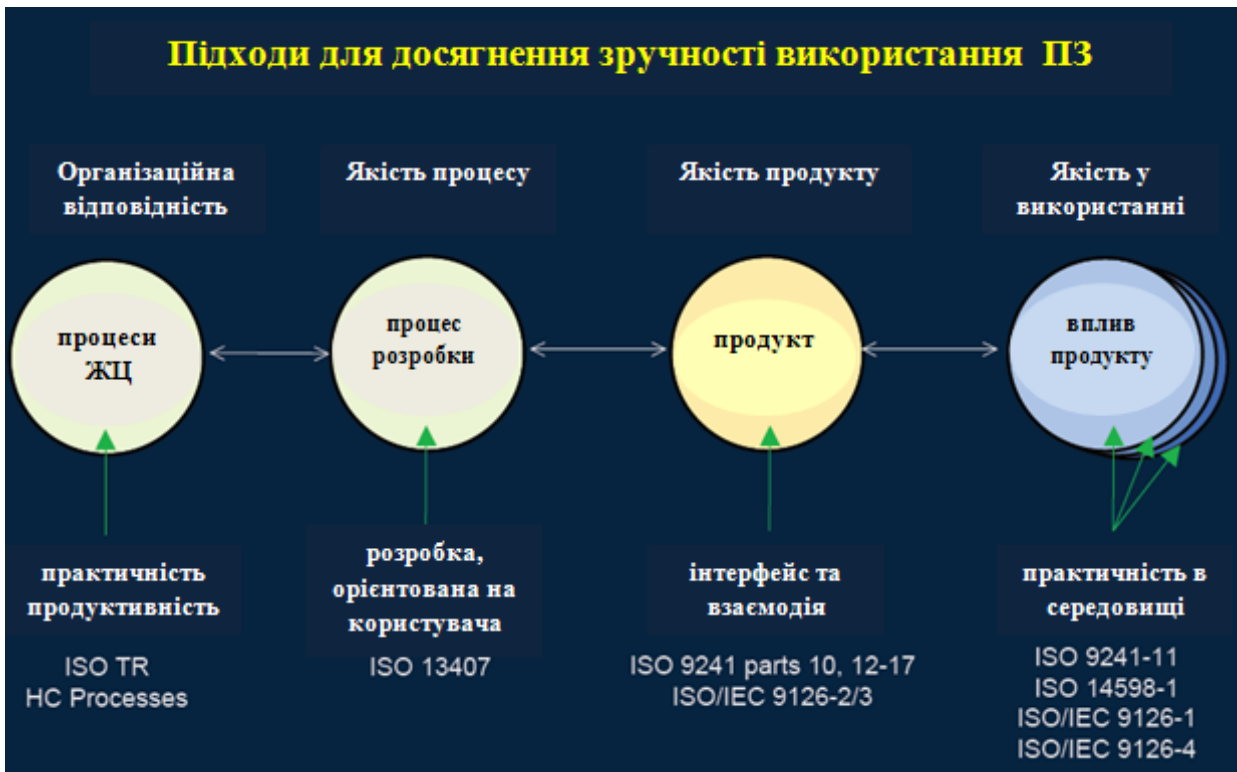 Підходи для досягнення зручності використання ПЗ
Організаційна
відповідність
Якість процесу
Якість продукту
Якість у
використанні
процеси
ЖЦ
процес
розробки
продукт
вплив
продукту
практичність
продуктивність
розробка,
орієнтована на
користувача
інтерфейс та
взаємодія
практичність в
середовищі
ISO TR
HC Processes
ISO 13407
ISO 9241 parts 10, 12-17
ISO/IEC 9126-2/3
ISO 9241-11
ISO 14598-1
ISO/IEC 9126-1
ISO/IEC 9126-4